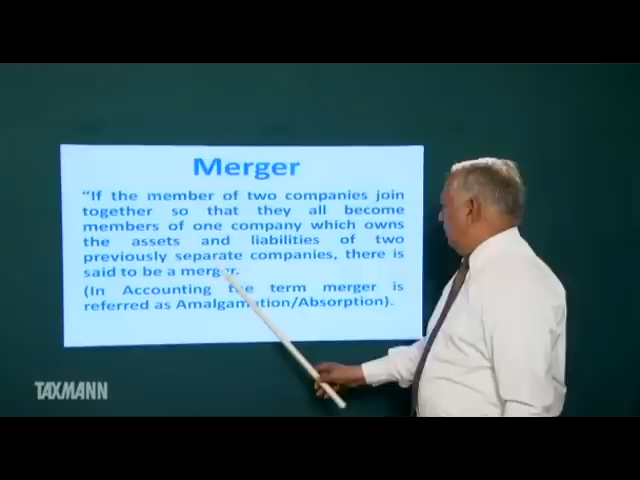 Merger
“If the member of two companies join
together so that they all become
members of one company which owns
the assets and liabilities of two
previously separate companies, there is
said to be a merger.
(In Accounting the term merger is
referred as Amalgamation/Absorption).
TAXMANN